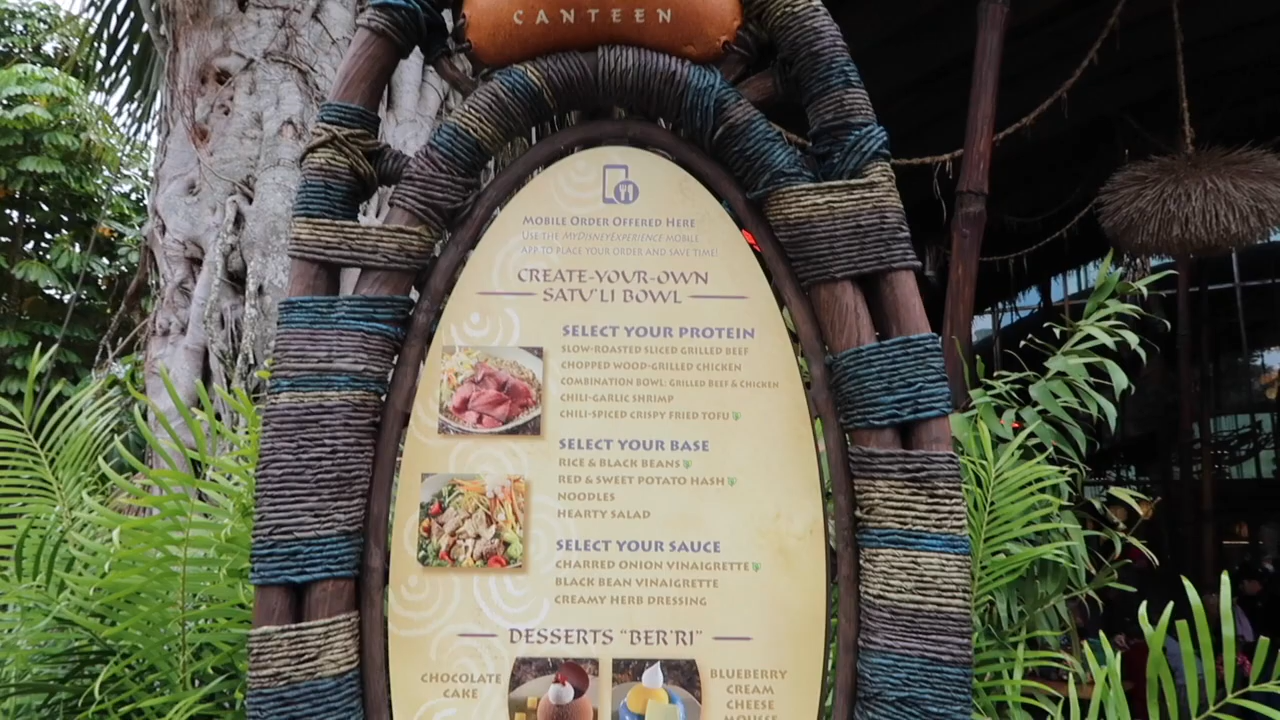 CANTEEN
MOBILE ORDER OFFERED HERE
USE THE MYDISNEYEXPERIENCE MOBILE
APP TO PLACE YOUR ORDER AND SAVE TIME!
CREATE-YOUR-OWN
SATU'LI BOWL
SELECT YOUR PROTEIN
SLOW-ROASTED SLICED GRILLED BEEF
CHOPPED WOOD-GRILLED CHICKEN
COMBINATION BOWL: GRILLED BEEF & CHICKEN
CHILI-GARLIC SHRIMP
CHILI-SPICED CRISPY FRIED TOFU
SELECT YOUR BASE
RICE & BLACK BEANS
RED & SWEET POTATO HASH
NOODLES
HEARTY SALAD
SELECT YOUR SAUCE
CHARRED ONION VINAIGRETTE
BLACK BEAN VINAIGRETTE
CREAMY HERB DRESSING
DESSERTS "BER'RI"
CHOCOLATE
CAKE
BLUEBERRY
CREAM
CHEESE
MOUSSE